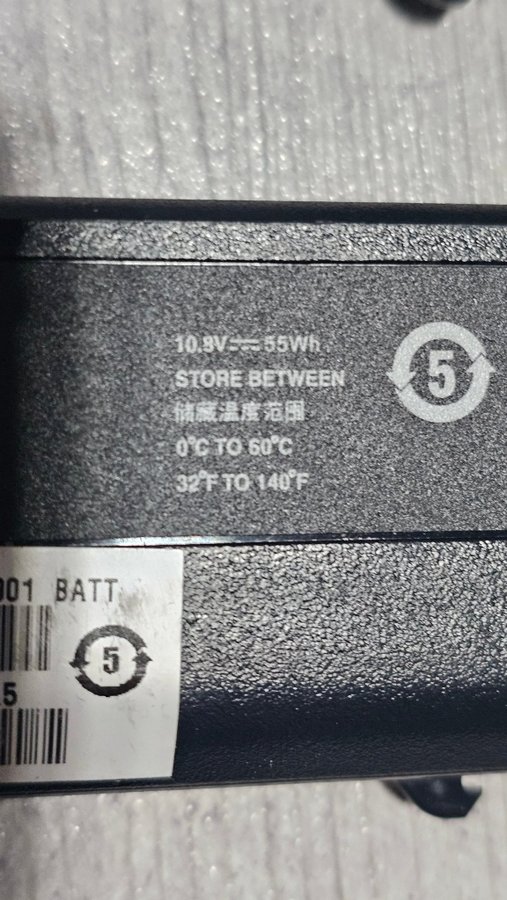 10.8V⎓55Wh
STORE BETWEEN
储藏温度范围
0°C TO 60°C
32°F TO 140°F
5
001 BATT
5
5